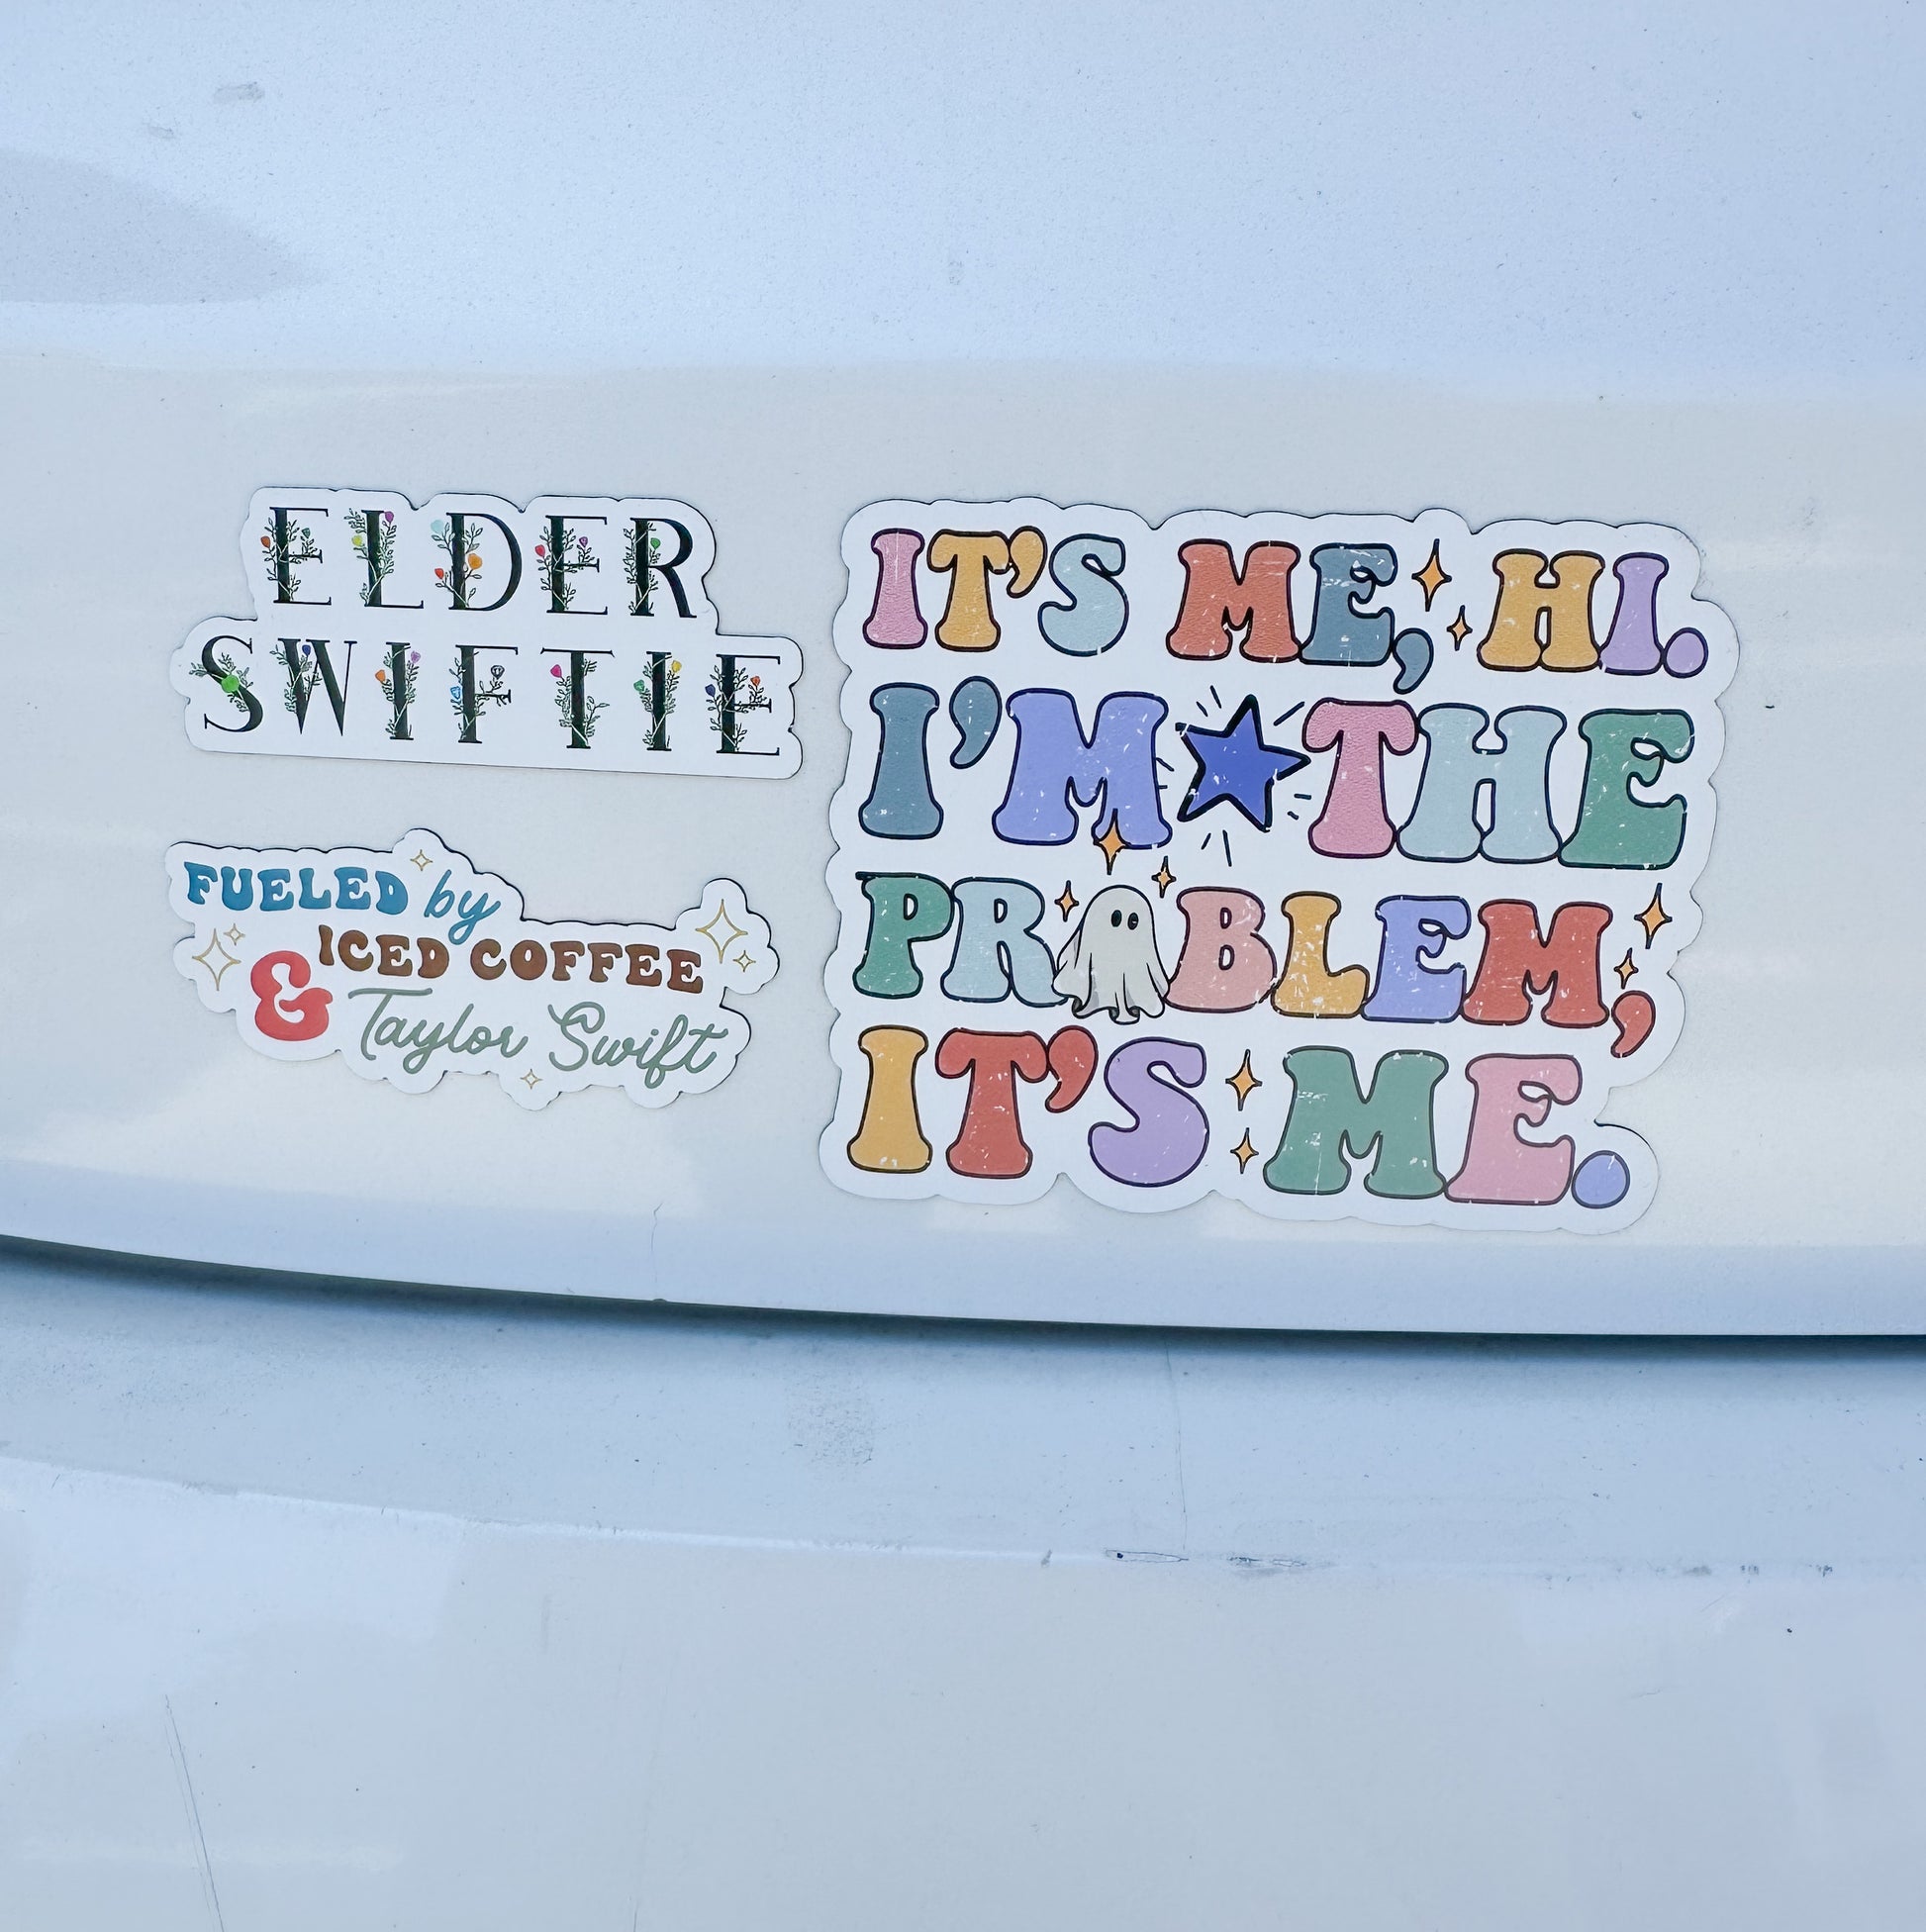 ELDER
SWIFTIE
FUELED by
ICED COFFEE
& Taylor Swift
IT'S ME, HI.
I'M THE
PROBLEM,
IT'S ME.